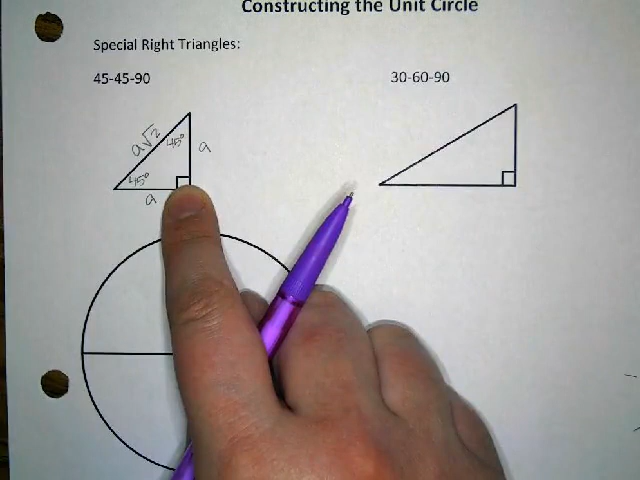 Constructing the Unit Circle
Special Right Triangles:
45-45-90
30-60-90
a√2
45°
a
45°
a